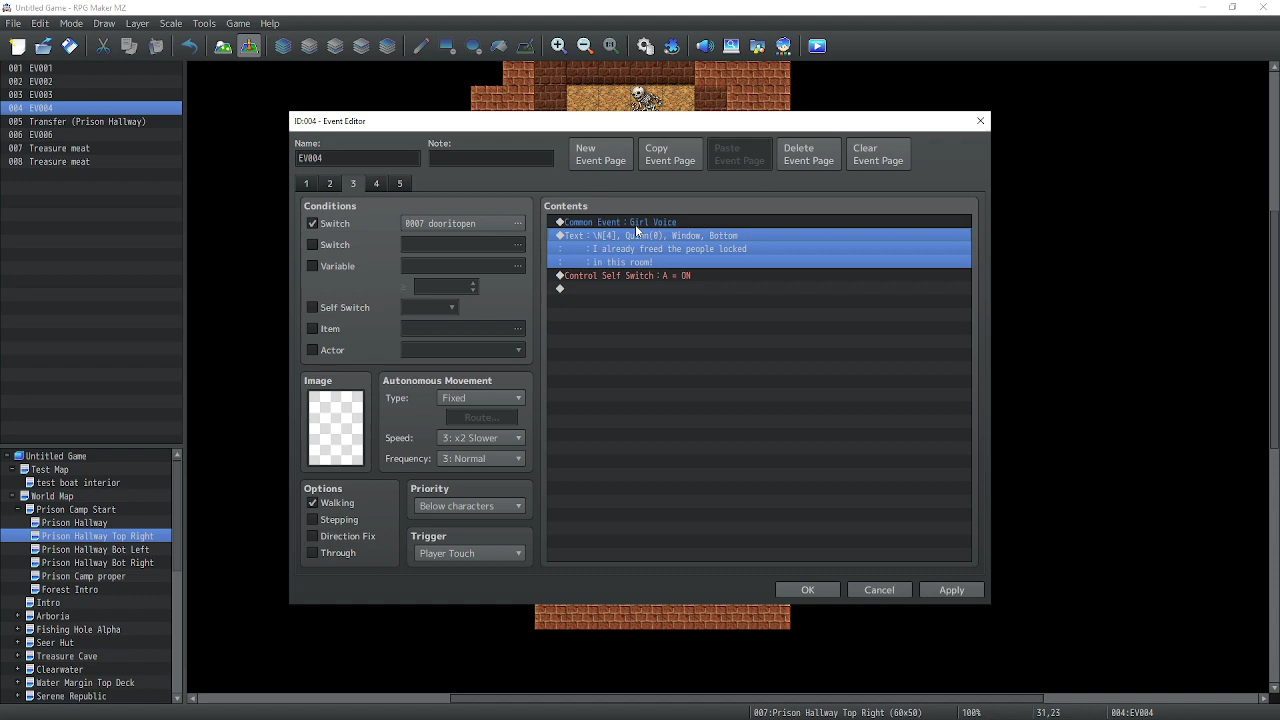 Untitled Game - RPG Maker MZ
File Edit Mode Draw Layer Scale Tools Game Help
001 EV001
002 EV002
003 EV003
004 EV004
005 Transfer (Prison Hallway)
006 EV006
007 Treasure meat
008 Treasure meat
ID:004 - Event Editor
Name:
EV004
Note:
New
Event Page
Copy
Event Page
Paste
Event Page
Delete
Event Page
Clear
Event Page
1 2 3 4 5
Conditions
Switch 0007 dooritopen ...
Switch ...
Variable ...
≥
Self Switch
Item ...
Actor
Image
Autonomous Movement
Type: Fixed
Route...
Speed: 3: x2 Slower
Frequency: 3: Normal
Options
Walking
Stepping
Direction Fix
Through
Priority
Below characters
Trigger
Player Touch
Contents
◆Common Event : Girl Voice
◆Text : \N[4], Queen(0), Window, Bottom
: : I already freed the people locked
: : in this room!
◆Control Self Switch : A = ON
◆
OK Cancel Apply
Untitled Game
Test Map
test boat interior
World Map
Prison Camp Start
Prison Hallway
Prison Hallway Top Right
Prison Hallway Bot Left
Prison Hallway Bot Right
Prison Camp proper
Forest Intro
Intro
Arboria
Fishing Hole Alpha
Seer Hut
Treasure Cave
Clearwater
Water Margin Top Deck
Serene Republic
007:Prison Hallway Top Right (60x50) 100% 31,23 004:EV004